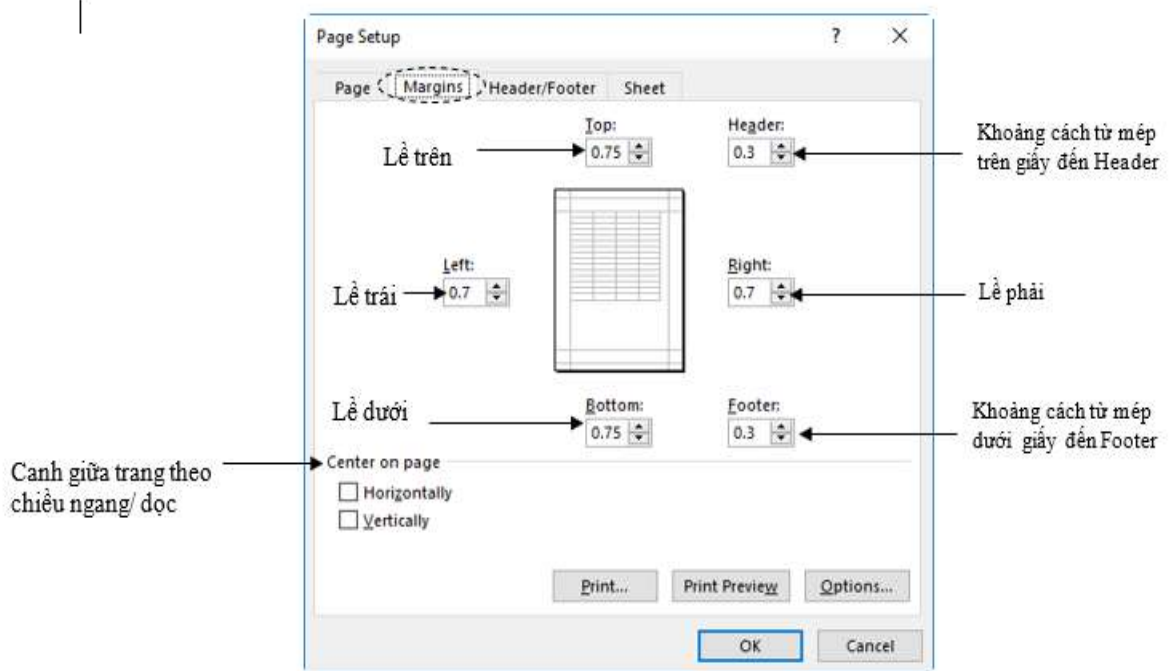 Page Setup
? ×
Page Margins Header/Footer Sheet
Top: Header:
Lề trên 0.75 0.3 Khoảng cách từ mép
trên giấy đến Header
Left: Right:
Lề trái 0.7 0.7 Lề phải
Bottom: Footer:
Lề dưới 0.75 0.3 Khoảng cách từ mép
dưới giấy đến Footer
Center on page
Canh giữa trang theo
chiều ngang/ dọc
Horizontally
Vertically
Print... Print Preview Options...
OK Cancel